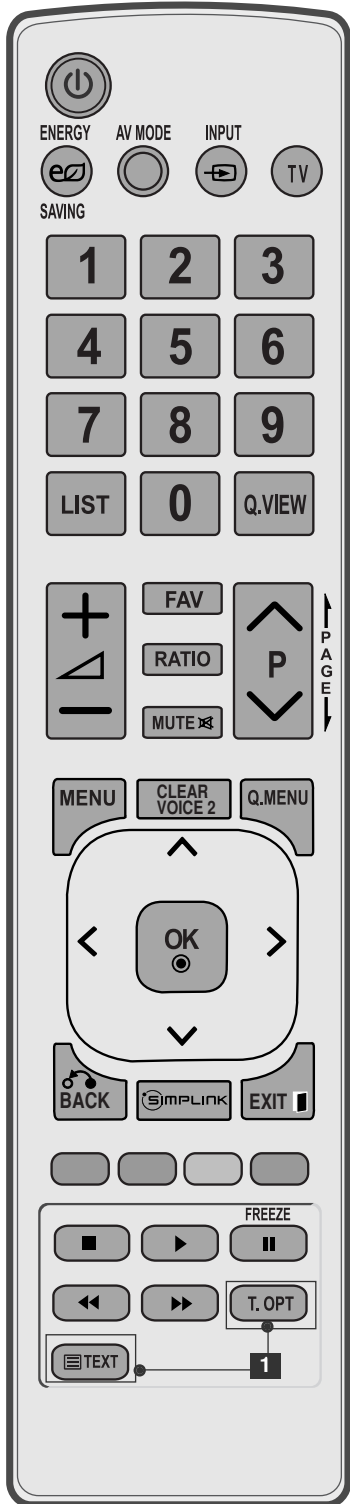 ENERGY AV MODE INPUT
TV
SAVING
1 2 3
4 5 6
7 8 9
LIST 0 Q.VIEW
FAV
RATIO
P
PAGE
MUTE
MENU CLEAR VOICE 2 Q.MENU
OK
BACK SIMPLINK EXIT
FREEZE
T. OPT
TEXT
1